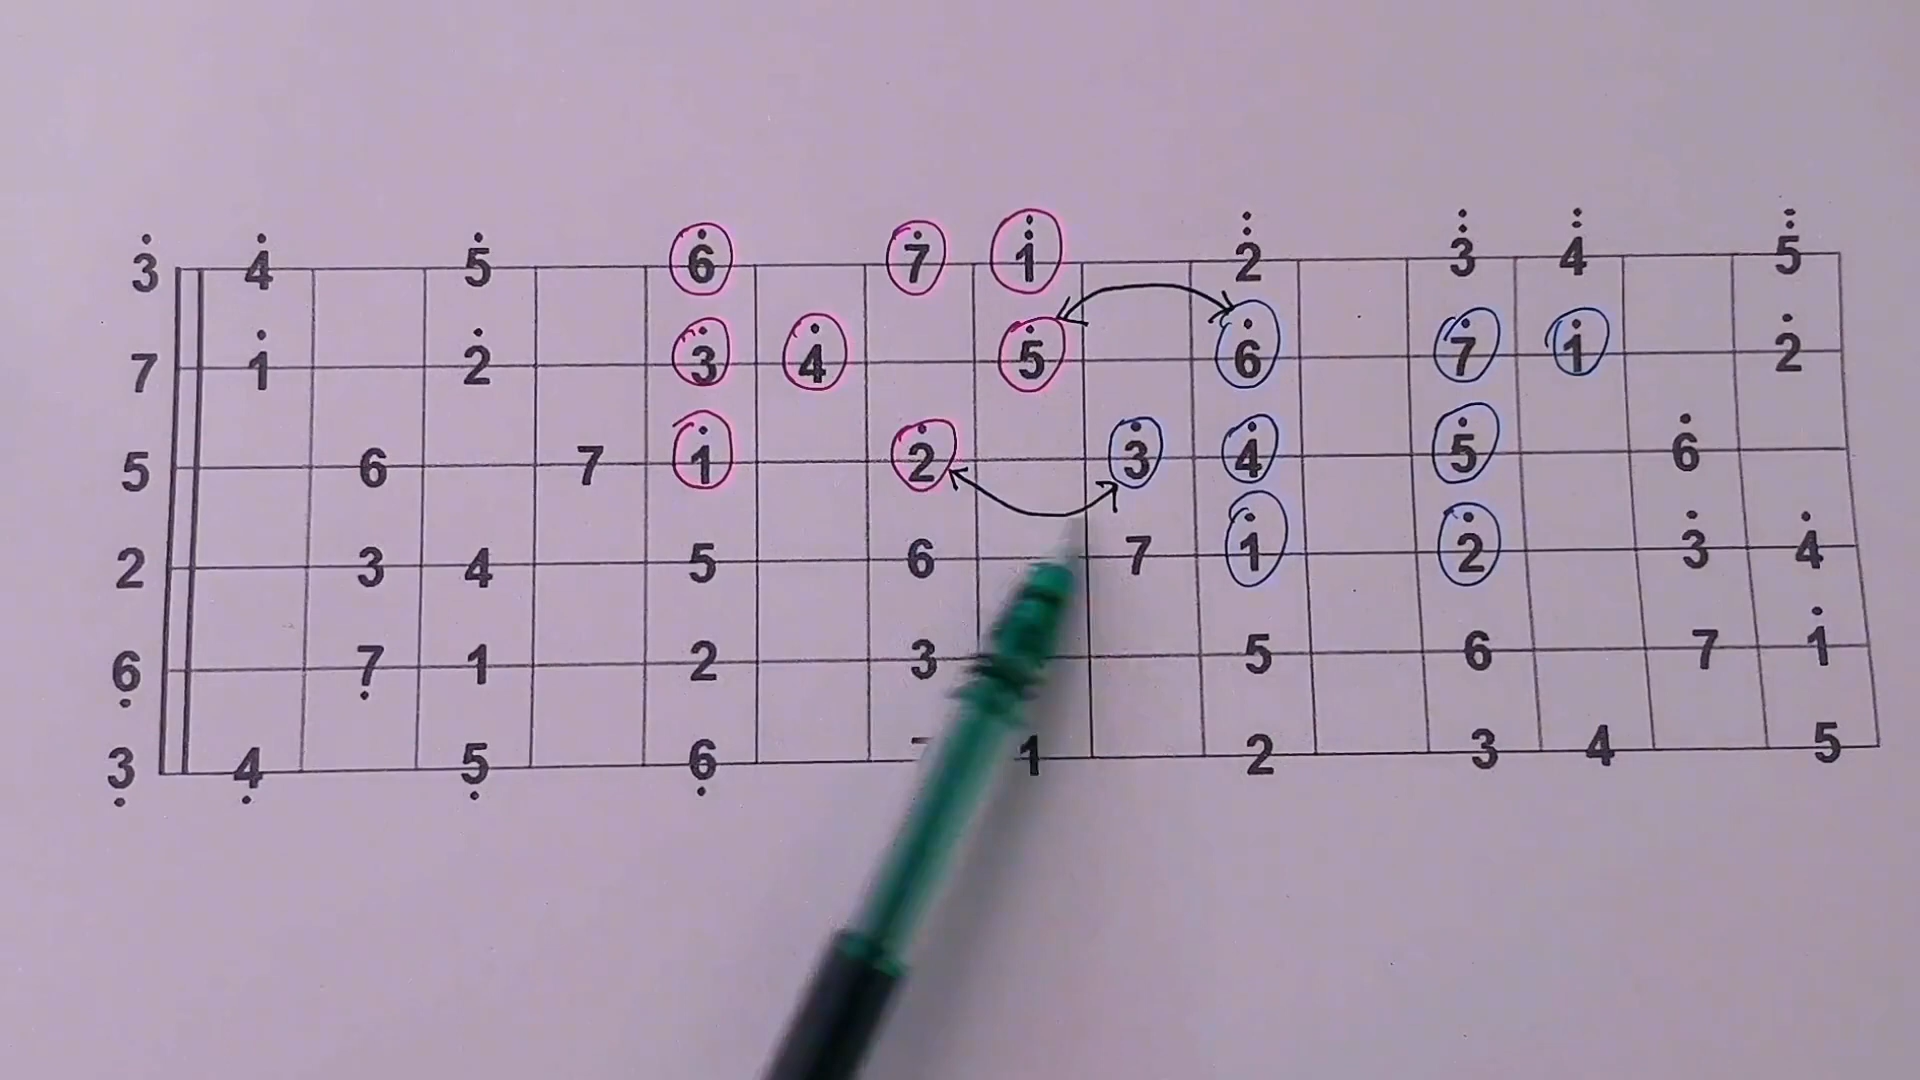 3̇ 4̇ 5̇ 6̇ 7̇ 1̈ 2̈ 3̈ 4̈ 5̈
7 1̇ 2̇ 3̇ 4̇ 5̇ 6̇ 7̇ 1̈ 2̇
5 6 7 1̇ 2̇ 3̇ 4̇ 5̇ 6̇
2 3 4 5 6 7 1̇ 2̇ 3̇ 4̇
6̣ 7̣ 1 2 3 5 6 7 1̇
3̣ 4̣ 5̣ 6̣ 1 2 3 4 5